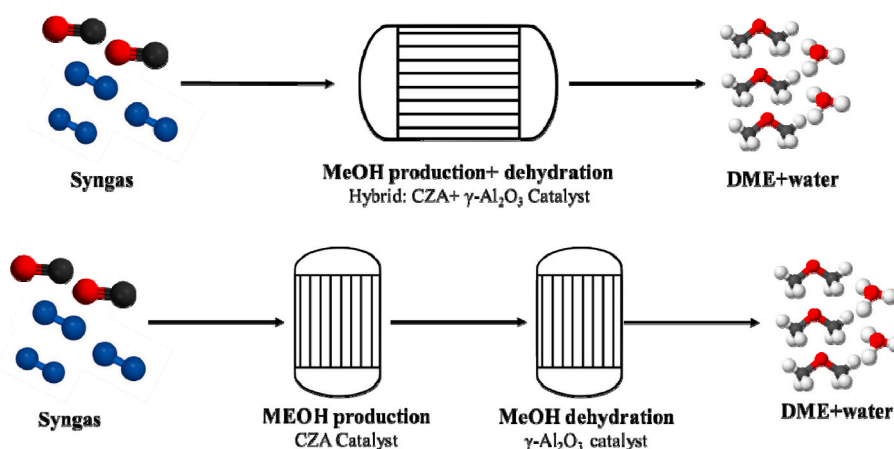 Syngas
MeOH production+ dehydration
Hybrid: CZA+ γ-Al₂O₃ Catalyst
DME+water
Syngas
MEOH production
CZA Catalyst
MeOH dehydration
γ-Al₂O₃ catalyst
DME+water